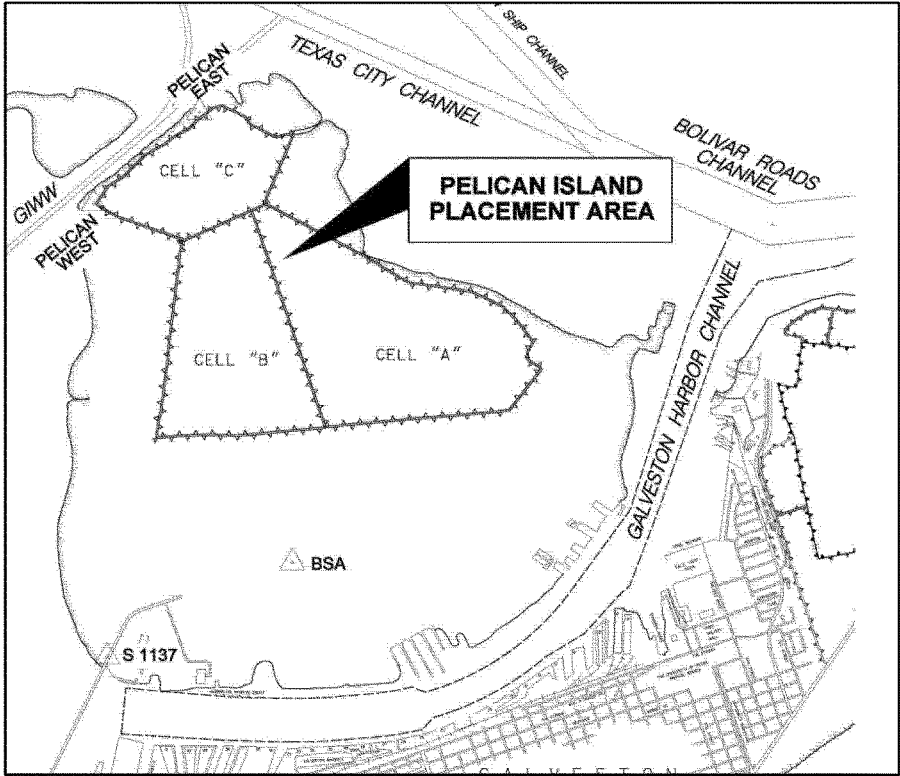 SHIP CHANNEL
TEXAS CITY CHANNEL
PELICAN
EAST
BOLIVAR ROADS
CHANNEL
CELL "C"
PELICAN ISLAND
PLACEMENT AREA
GIWW
PELICAN
WEST
CELL "B"
CELL "A"
GALVESTON HARBOR CHANNEL
BSA
S 1137
GALVESTON